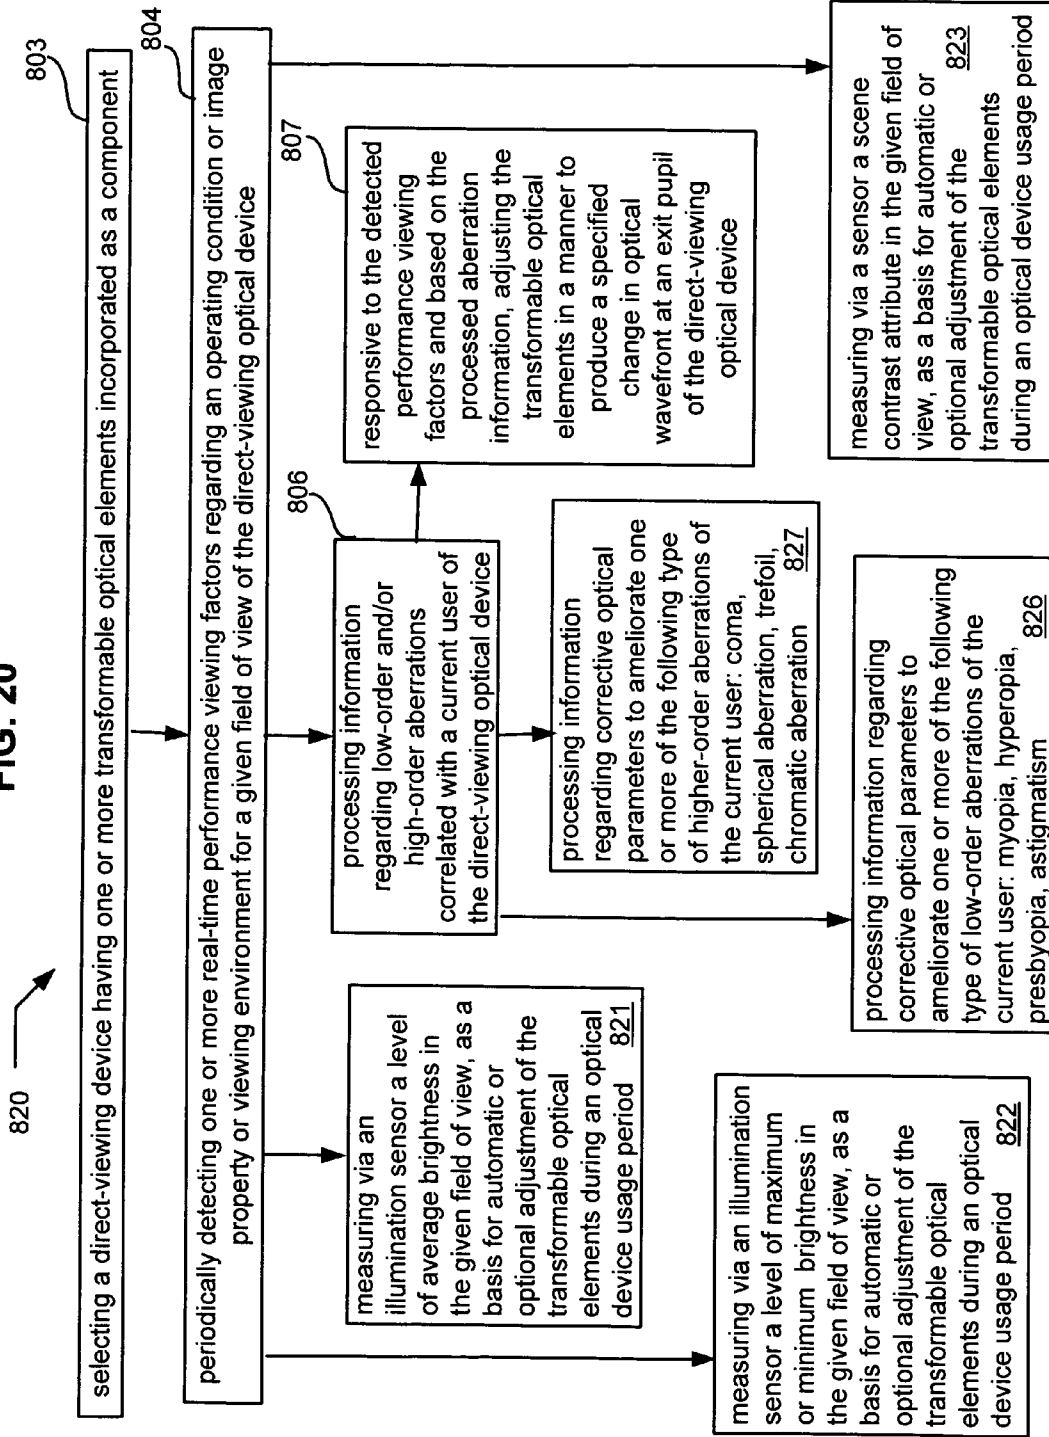 FIG. 20
820
803
selecting a direct-viewing device having one or more transformable optical elements incorporated as a component
804
periodically detecting one or more real-time performance viewing factors regarding an operating condition or image
property or viewing environment for a given field of view of the direct-viewing optical device
measuring via an
illumination sensor a level
of average brightness in
the given field of view, as a
basis for automatic or
optional adjustment of the
transformable optical
elements during an optical
device usage period 821
806
processing information
regarding low-order and/or
high-order aberrations
correlated with a current user of
the direct-viewing optical device
807
responsive to the detected
performance viewing
factors and based on the
processed aberration
information, adjusting the
transformable optical
elements in a manner to
produce a specified
change in optical
wavefront at an exit pupil
of the direct-viewing
optical device
processing information
regarding corrective optical
parameters to ameliorate one
or more of the following type
of higher-order aberrations of
the current user: coma,
spherical aberration, trefoil,
chromatic aberration 827
measuring via an illumination
sensor a level of maximum
or minimum brightness in
the given field of view, as a
basis for automatic or
optional adjustment of the
transformable optical
elements during an optical
device usage period 822
processing information regarding
corrective optical parameters to
ameliorate one or more of the following
type of low-order aberrations of the
current user: myopia, hyperopia,
presbyopia, astigmatism 826
measuring via a sensor a scene
contrast attribute in the given field of
view, as a basis for automatic or
optional adjustment of the 823
transformable optical elements
during an optical device usage period